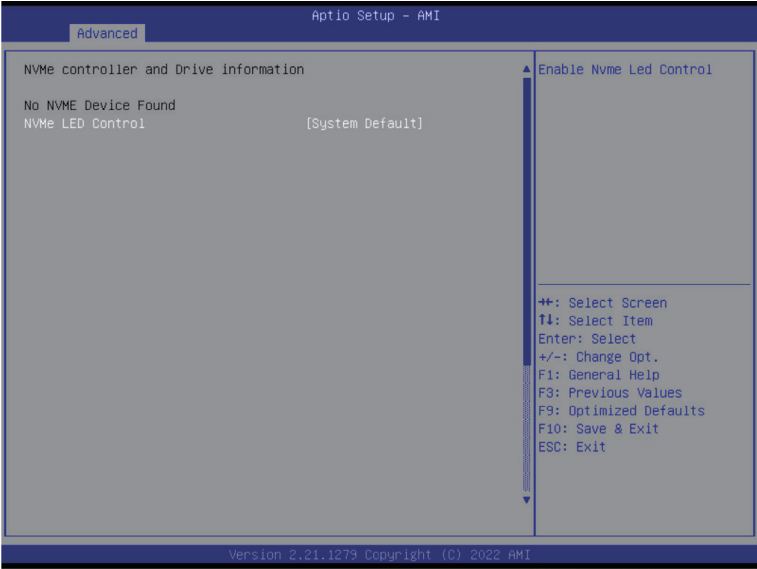 Aptio Setup – AMI
Advanced
NVMe controller and Drive information
No NVME Device Found
NVMe LED Control [System Default]
Enable Nvme Led Control
→←: Select Screen
↑↓: Select Item
Enter: Select
+/-: Change Opt.
F1: General Help
F3: Previous Values
F9: Optimized Defaults
F10: Save & Exit
ESC: Exit
Version 2.21.1279 Copyright (C) 2022 AMI